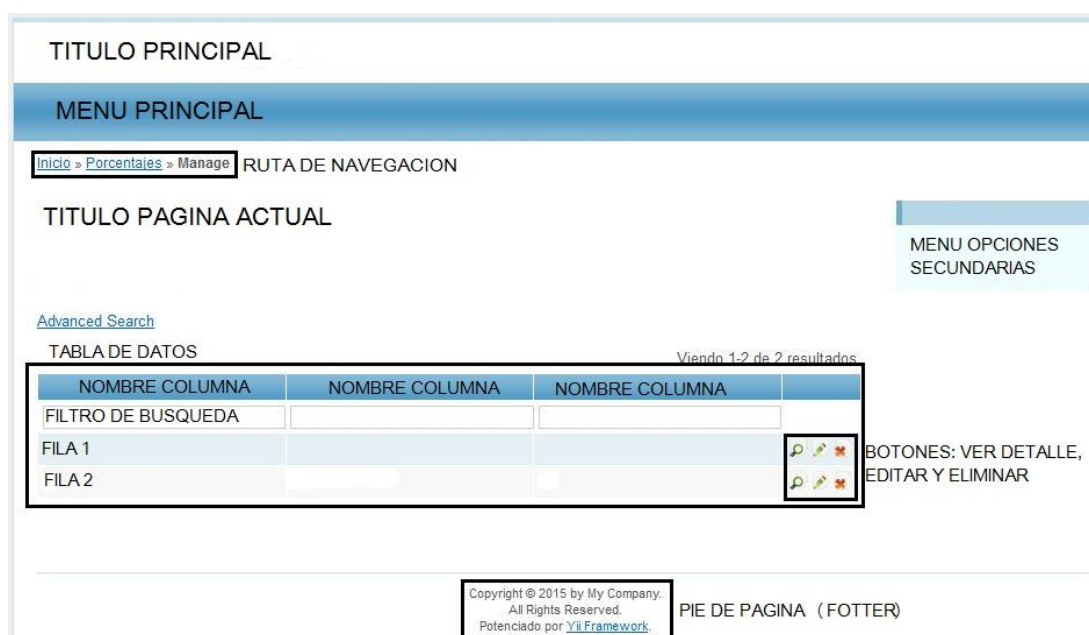 TITULO PRINCIPAL
MENU PRINCIPAL
Inicio » Porcentajes » Manage RUTA DE NAVEGACION
TITULO PAGINA ACTUAL
MENU OPCIONES
SECUNDARIAS
Advanced Search
TABLA DE DATOS
Viendo 1-2 de 2 resultados
NOMBRE COLUMNA NOMBRE COLUMNA NOMBRE COLUMNA
FILTRO DE BUSQUEDA
FILA 1
FILA 2
BOTONES: VER DETALLE,
EDITAR Y ELIMINAR
Copyright © 2015 by My Company.
All Rights Reserved.
Potenciado por Yii Framework.
PIE DE PAGINA (FOTTER)